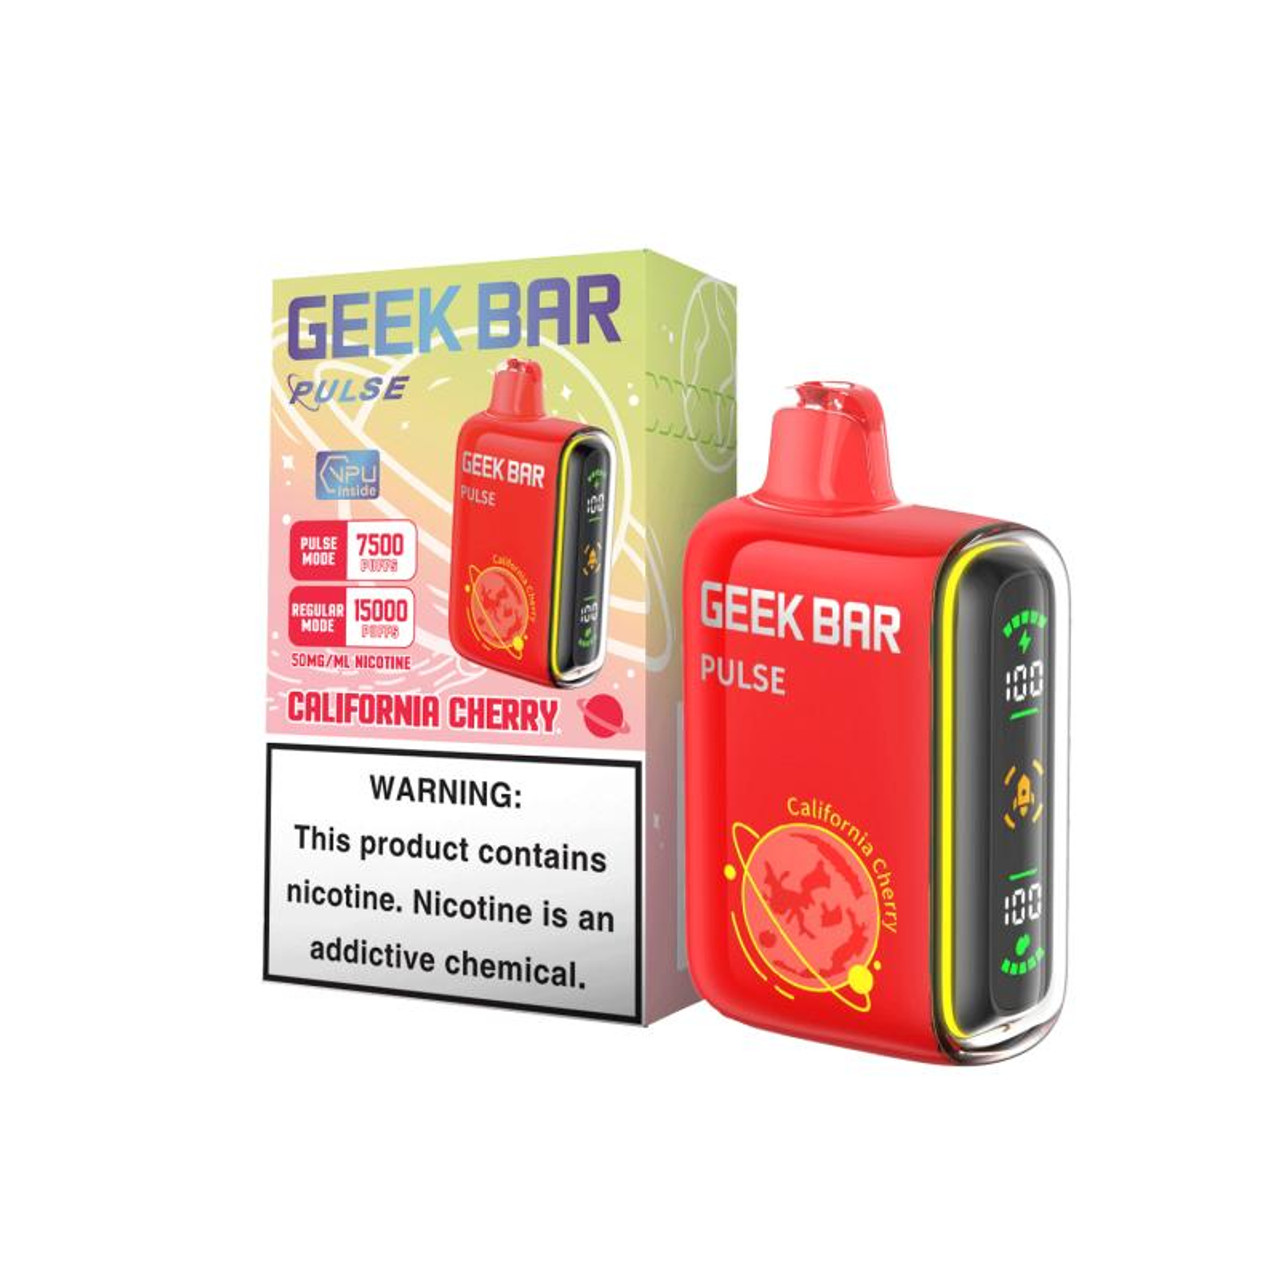 GEEK BAR
PULSE
VPU
inside
PULSE
MODE
7500
PUFFS
REGULAR
MODE
15000
PUFFS
50MG/ML NICOTINE
CALIFORNIA CHERRY
GEEK BAR
PULSE
California Cherry
100
100
WARNING:
This product contains
nicotine. Nicotine is an
addictive chemical.
GEEK BAR
PULSE
California Cherry
100
100